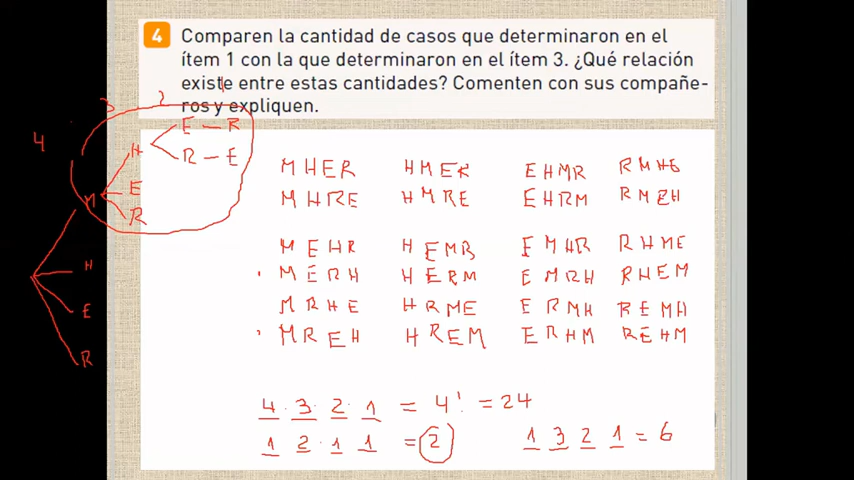 4 Comparen la cantidad de casos que determinaron en el
ítem 1 con la que determinaron en el ítem 3. ¿Qué relación
existe entre estas cantidades? Comenten con sus compañe-
ros y expliquen.
4 3 2 1
M H E — R
R — E
E
R
H
E
R
MHER HMER EHMR RMHE
MHRE HMRE EHRM RMEH
MEHR HEMR EMHR RHME
MERH HERM EMRH RHEM
MRHE HRME ERMH REMH
MREH HREM ERHM REHM
4 · 3 · 2 · 1 = 4! = 24
1 2 · 1 1 = 2 1 3 2 1 = 6